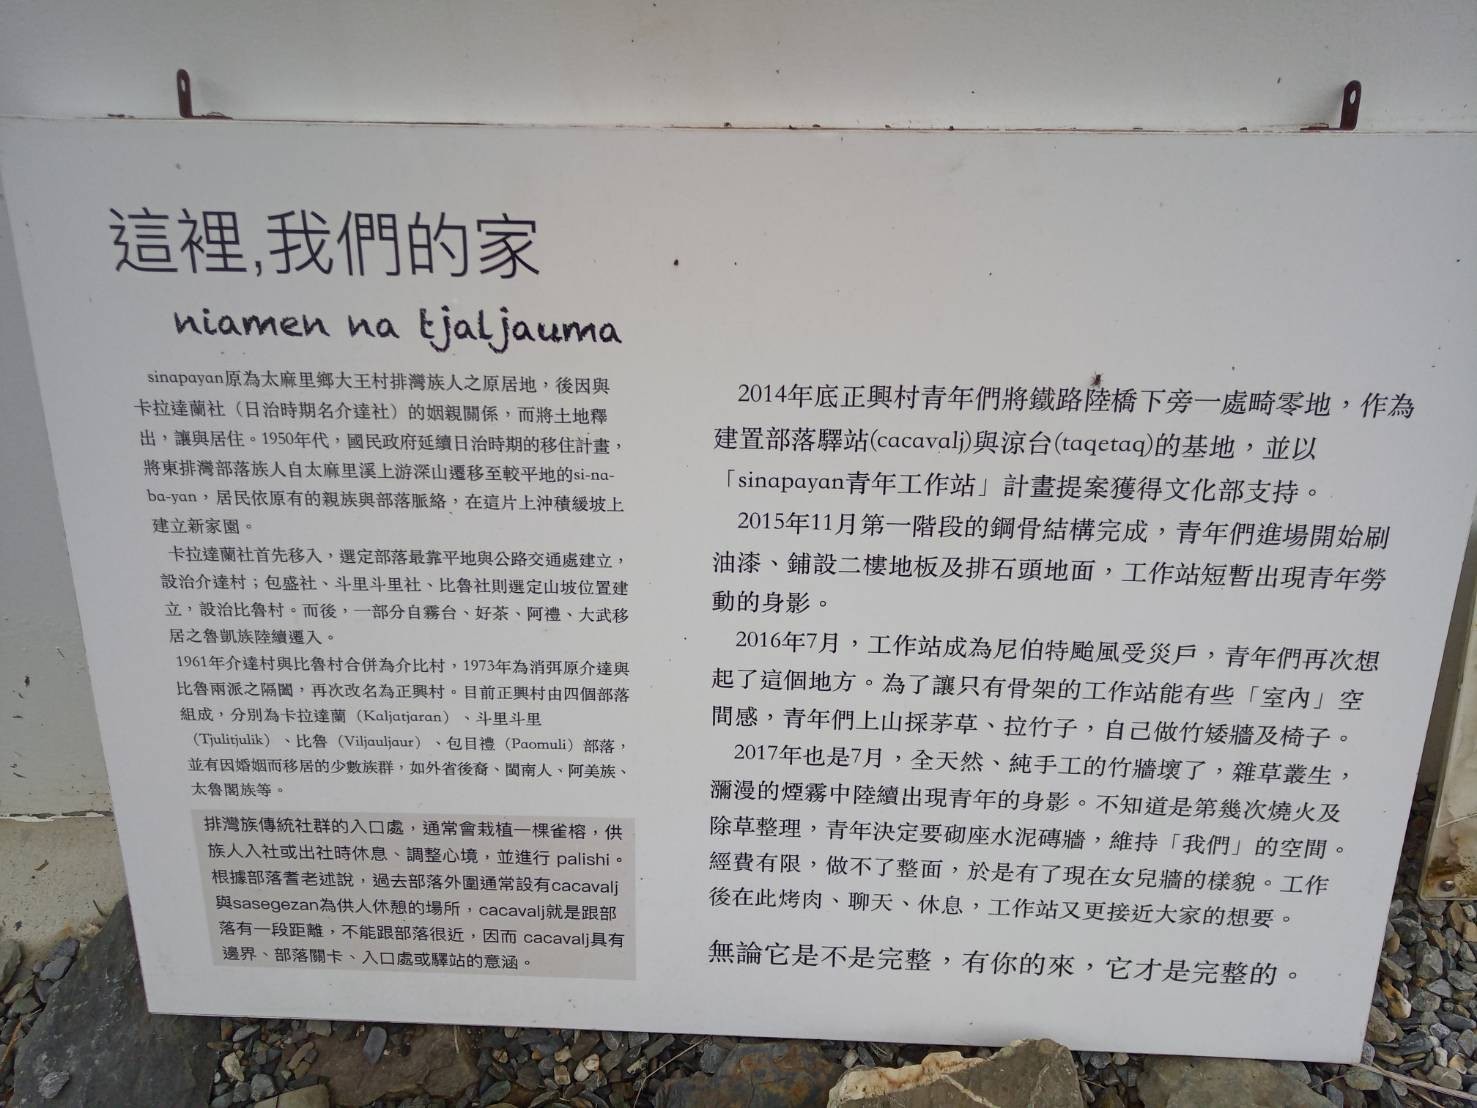 這裡,我們的家
niamen na tjaljauma
sinapayan原為太麻里鄉大王村排灣族人之原居地，後因與
卡拉達蘭社（日治時期名介達社）的姻親關係，而將土地釋
出，讓與居住。1950年代，國民政府延續日治時期的移住計畫，
將東排灣部落族人自太麻里溪上游深山遷移至較平地的si-na-
ba-yan，居民依原有的親族與部落脈絡，在這片上沖積緩坡上
建立新家園。
卡拉達蘭社首先移入，選定部落最靠平地與公路交通處建立，
設治介達村；包盛社、斗里斗里社、比魯社則選定山坡位置建
立，設治比魯村。而後，一部分自霧台、好茶、阿禮、大武移
居之魯凱族陸續遷入。
1961年介達村與比魯村合併為介比村，1973年為消弭原介達與
比魯兩派之隔閡，再次改名為正興村。目前正興村由四個部落
組成，分別為卡拉達蘭（Kaljatjaran）、斗里斗里
（Tjulitjulik）、比魯（Viljauljaur）、包目禮（Paomuli）部落，
並有因婚姻而移居的少數族群，如外省後裔、閩南人、阿美族、
太魯閣族等。
排灣族傳統社群的入口處，通常會栽植一棵雀榕，供
族人入社或出社時休息、調整心境，並進行 palishi。
根據部落耆老述說，過去部落外圍通常設有cacavalj
與sasegezan為供人休憩的場所，cacavalj就是跟部
落有一段距離，不能跟部落很近，因而 cacavalj具有
邊界、部落關卡、入口處或驛站的意涵。
2014年底正興村青年們將鐵路陸橋下旁一處畸零地，作為
建置部落驛站(cacavalj)與涼台(taqetaq)的基地，並以
「sinapayan青年工作站」計畫提案獲得文化部支持。
2015年11月第一階段的鋼骨結構完成，青年們進場開始刷
油漆、鋪設二樓地板及排石頭地面，工作站短暫出現青年勞
動的身影。
2016年7月，工作站成為尼伯特颱風受災戶，青年們再次想
起了這個地方。為了讓只有骨架的工作站能有些「室內」空
間感，青年們上山採茅草、拉竹子，自己做竹矮牆及椅子。
2017年也是7月，全天然、純手工的竹牆壞了，雜草叢生，
瀰漫的煙霧中陸續出現青年的身影。不知道是第幾次燒火及
除草整理，青年決定要砌座水泥磚牆，維持「我們」的空間。
經費有限，做不了整面，於是有了現在女兒牆的樣貌。工作
後在此烤肉、聊天、休息，工作站又更接近大家的想要。
無論它是不是完整，有你的來，它才是完整的。